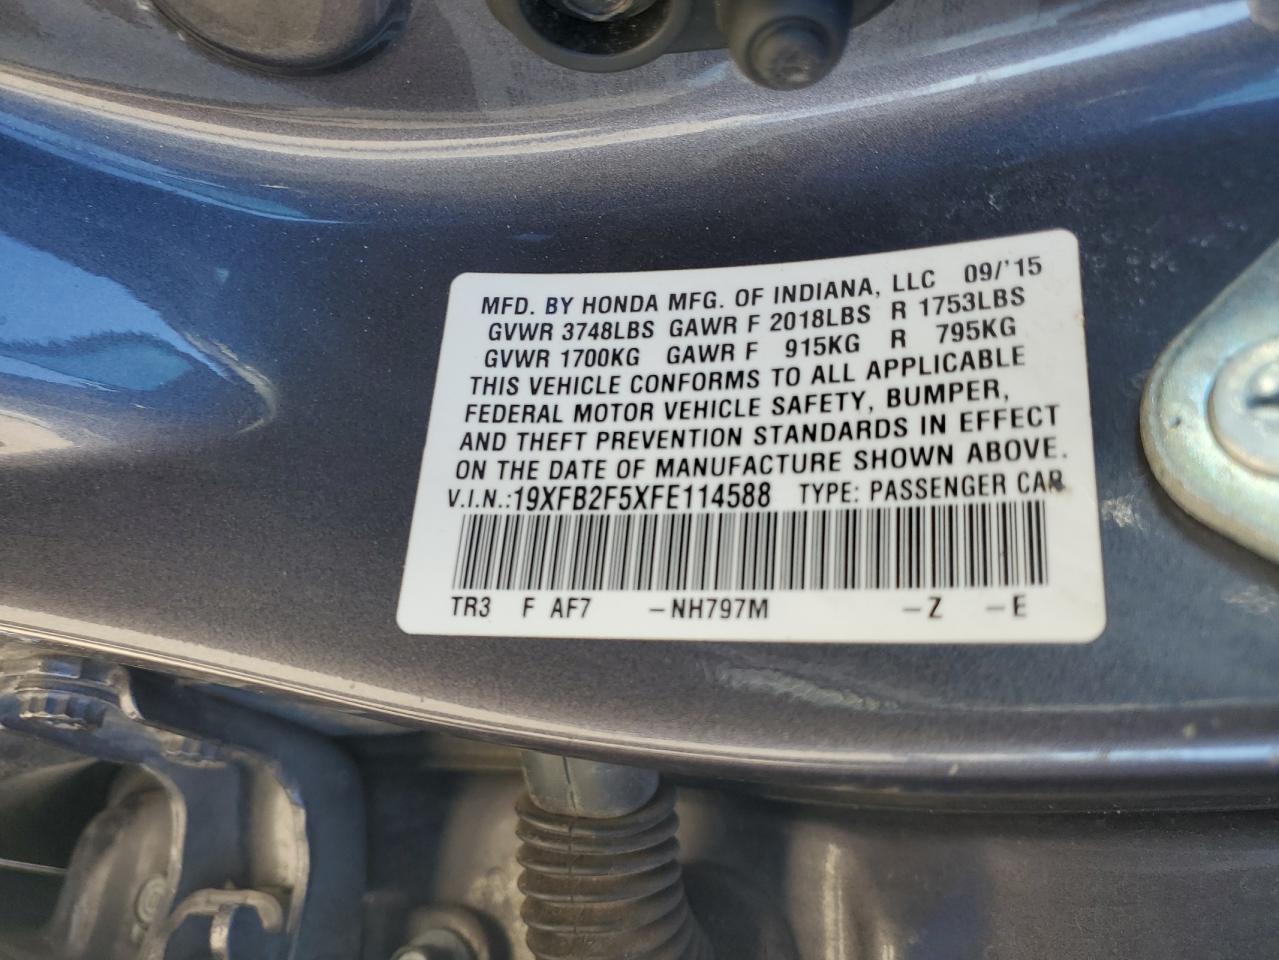 MFD. BY HONDA MFG. OF INDIANA, LLC 09/'15
GVWR 3748LBS GAWR F 2018LBS R 1753LBS
GVWR 1700KG GAWR F 915KG R 795KG
THIS VEHICLE CONFORMS TO ALL APPLICABLE
FEDERAL MOTOR VEHICLE SAFETY, BUMPER,
AND THEFT PREVENTION STANDARDS IN EFFECT
ON THE DATE OF MANUFACTURE SHOWN ABOVE.
V.I.N.:19XFB2F5XFE114588 TYPE: PASSENGER CAR
TR3 F AF7 –NH797M –Z –E